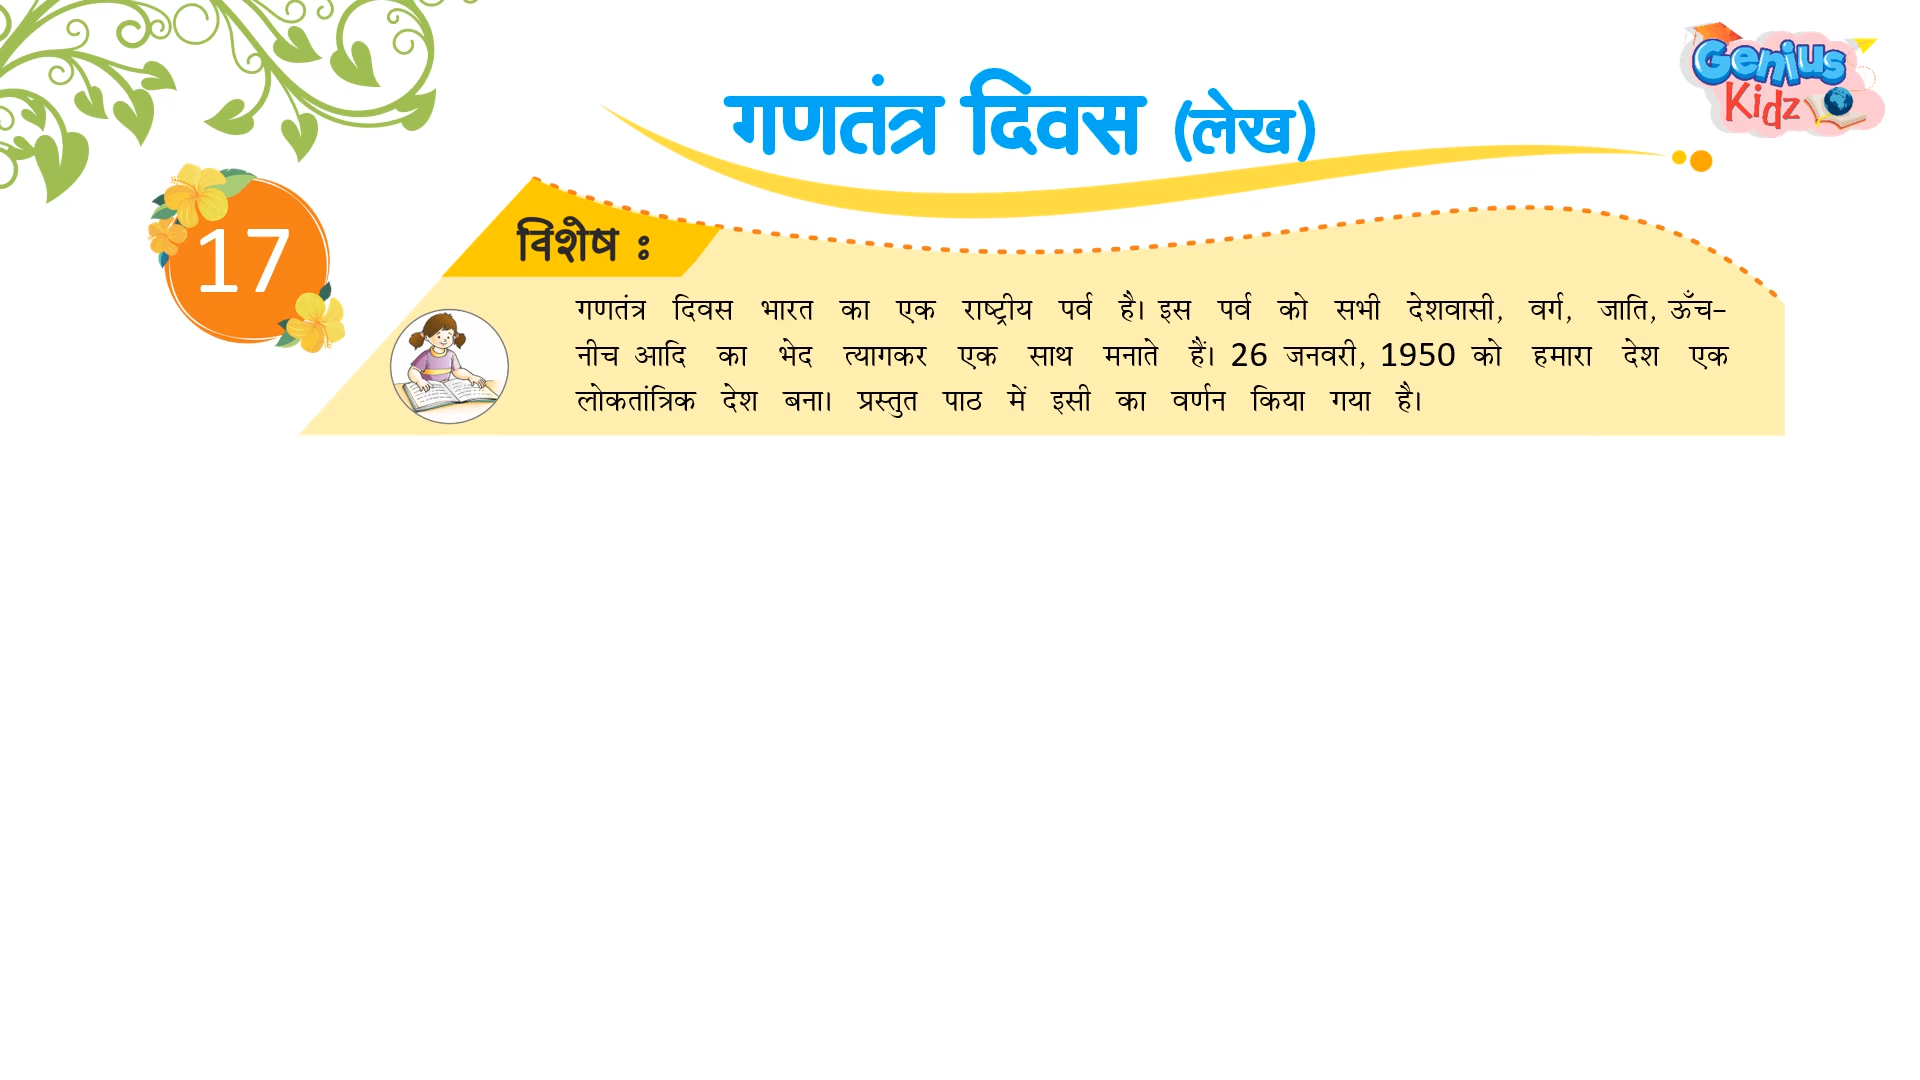 Genius
Kidz
गणतंत्र दिवस (लेख)
17
विशेष :
गणतंत्र दिवस भारत का एक राष्ट्रीय पर्व है। इस पर्व को सभी देशवासी, वर्ग, जाति, ऊँच-
नीच आदि का भेद त्यागकर एक साथ मनाते हैं। 26 जनवरी, 1950 को हमारा देश एक
लोकतांत्रिक देश बना। प्रस्तुत पाठ में इसी का वर्णन किया गया है।